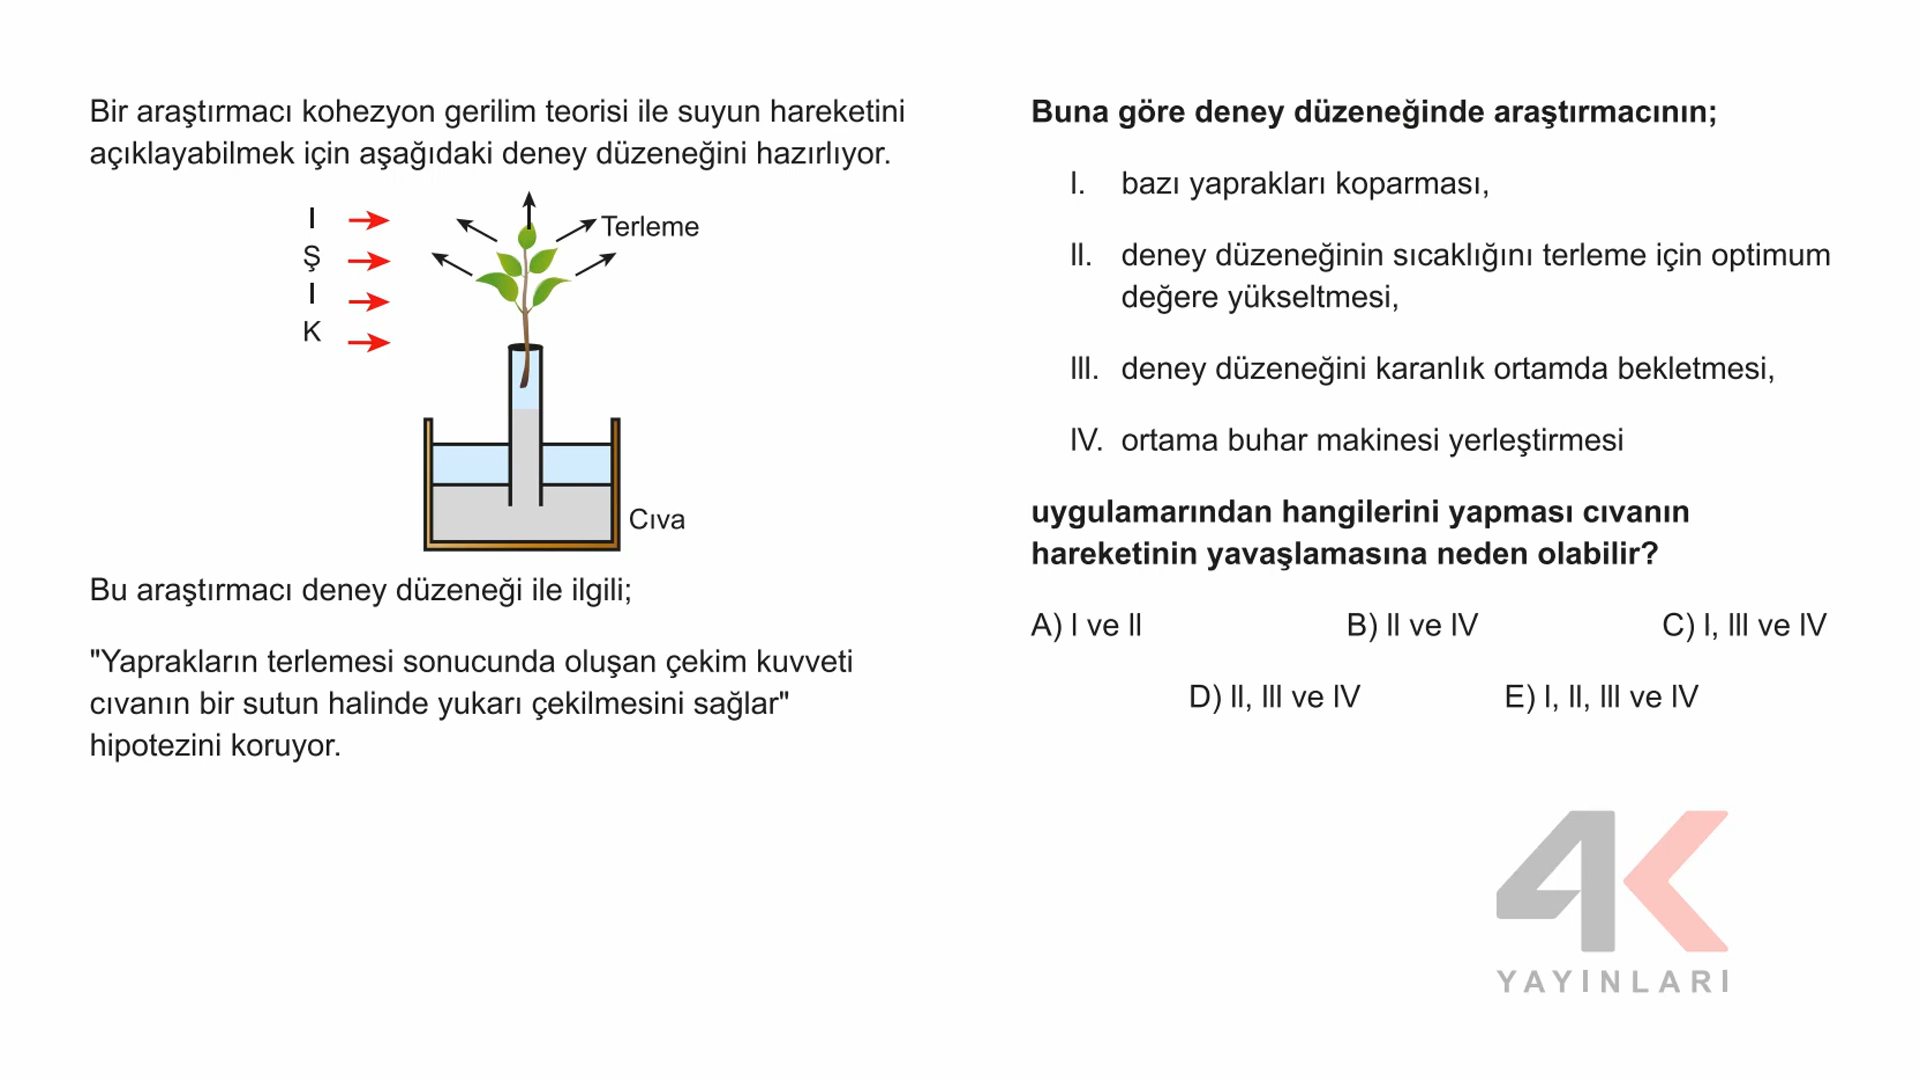 Bir araştırmacı kohezyon gerilim teorisi ile suyun hareketini
açıklayabilmek için aşağıdaki deney düzeneğini hazırlıyor.
I
Ş
I
K
Terleme
Cıva
Bu araştırmacı deney düzeneği ile ilgili;
"Yaprakların terlemesi sonucunda oluşan çekim kuvveti
cıvanın bir sutun halinde yukarı çekilmesini sağlar"
hipotezini koruyor.
Buna göre deney düzeneğinde araştırmacının;
I. bazı yaprakları koparması,
II. deney düzeneğinin sıcaklığını terleme için optimum
değere yükseltmesi,
III. deney düzeneğini karanlık ortamda bekletmesi,
IV. ortama buhar makinesi yerleştirmesi
uygulamarından hangilerini yapması cıvanın
hareketinin yavaşlamasına neden olabilir?
A) I ve II B) II ve IV C) I, III ve IV
D) II, III ve IV E) I, II, III ve IV
4K
YAYINLARI